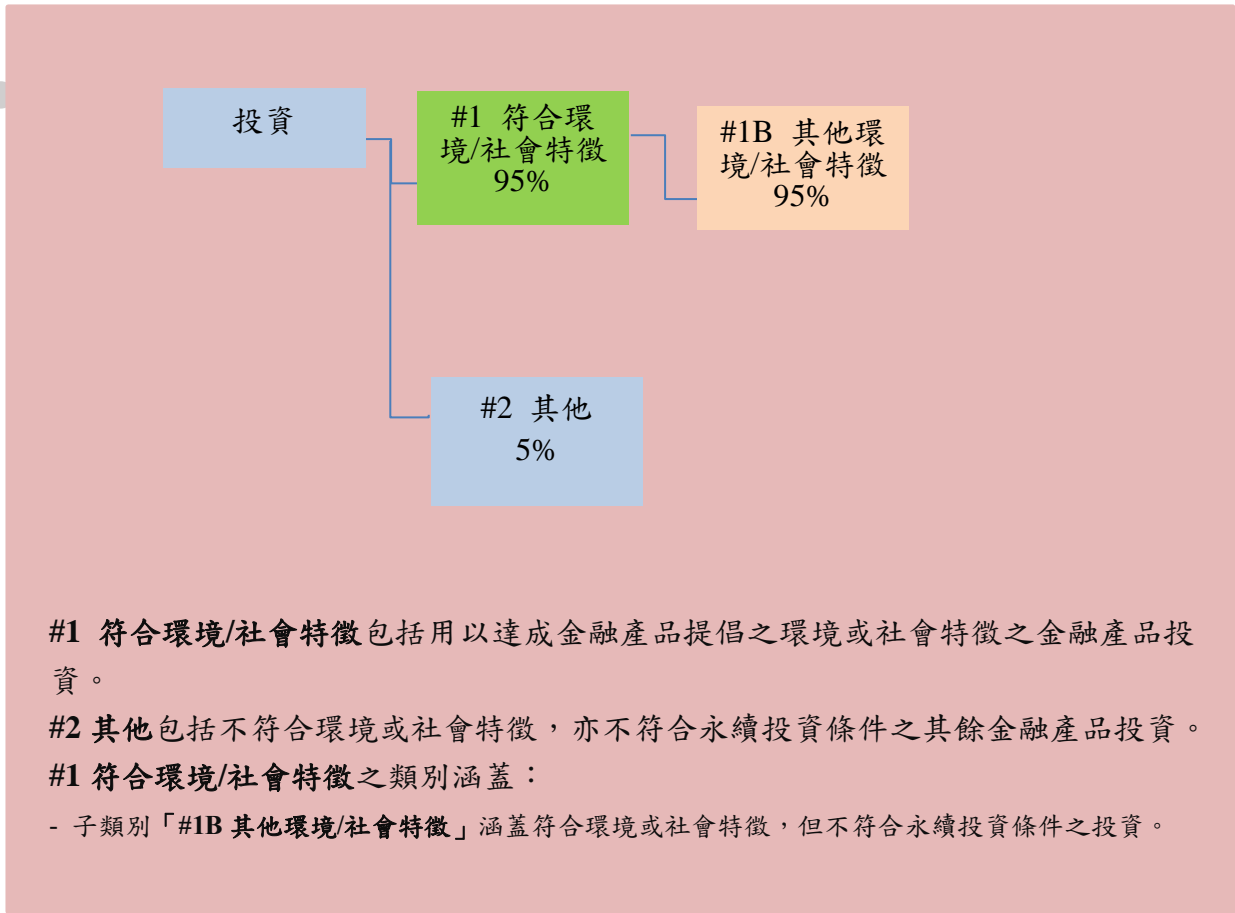 投資
#1 符合環
境/社會特徵
95%
#1B 其他環
境/社會特徵
95%
#2 其他
5%
#1 符合環境/社會特徵包括用以達成金融產品提倡之環境或社會特徵之金融產品投
資。
#2 其他包括不符合環境或社會特徵，亦不符合永續投資條件之其餘金融產品投資。
#1 符合環境/社會特徵之類別涵蓋：
- 子類別「#1B 其他環境/社會特徵」涵蓋符合環境或社會特徵，但不符合永續投資條件之投資。